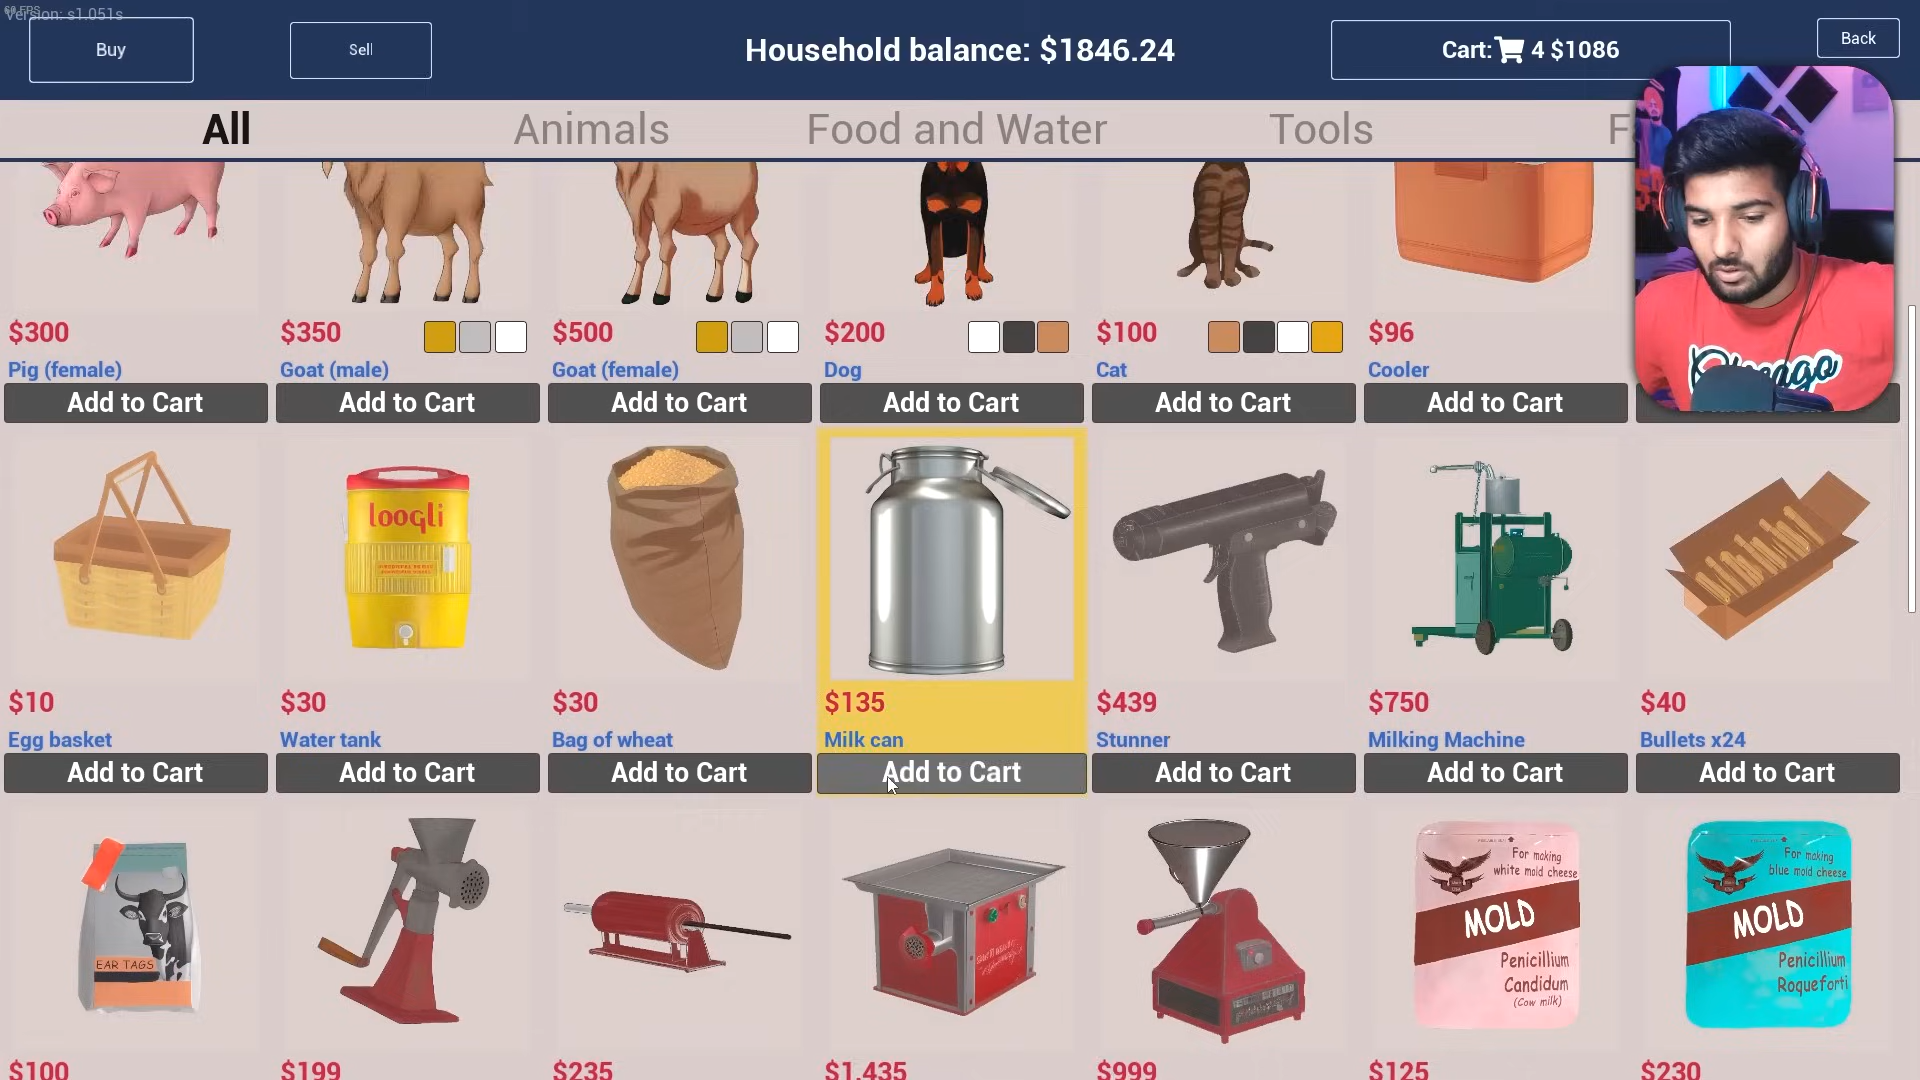 60 FPS
Version: s1.051s
Buy
Sell
Household balance: $1846.24
Cart: 4 $1086
Back
All
Animals
Food and Water
Tools
$300
$350
$500
$200
$100
$96
Pig (female)
Goat (male)
Goat (female)
Dog
Cat
Cooler
Add to Cart
Add to Cart
Add to Cart
Add to Cart
Add to Cart
Add to Cart
Chicago
loogli
$10
$30
$30
$135
$439
$750
$40
Egg basket
Water tank
Bag of wheat
Milk can
Stunner
Milking Machine
Bullets x24
Add to Cart
Add to Cart
Add to Cart
Add to Cart
Add to Cart
Add to Cart
Add to Cart
EAR TAGS
For making
white mold cheese
MOLD
Penicillium
Candidum
(Cow milk)
For making
blue mold cheese
MOLD
Penicillium
Roqueforti
$100
$199
$235
$1,435
$999
$125
$230